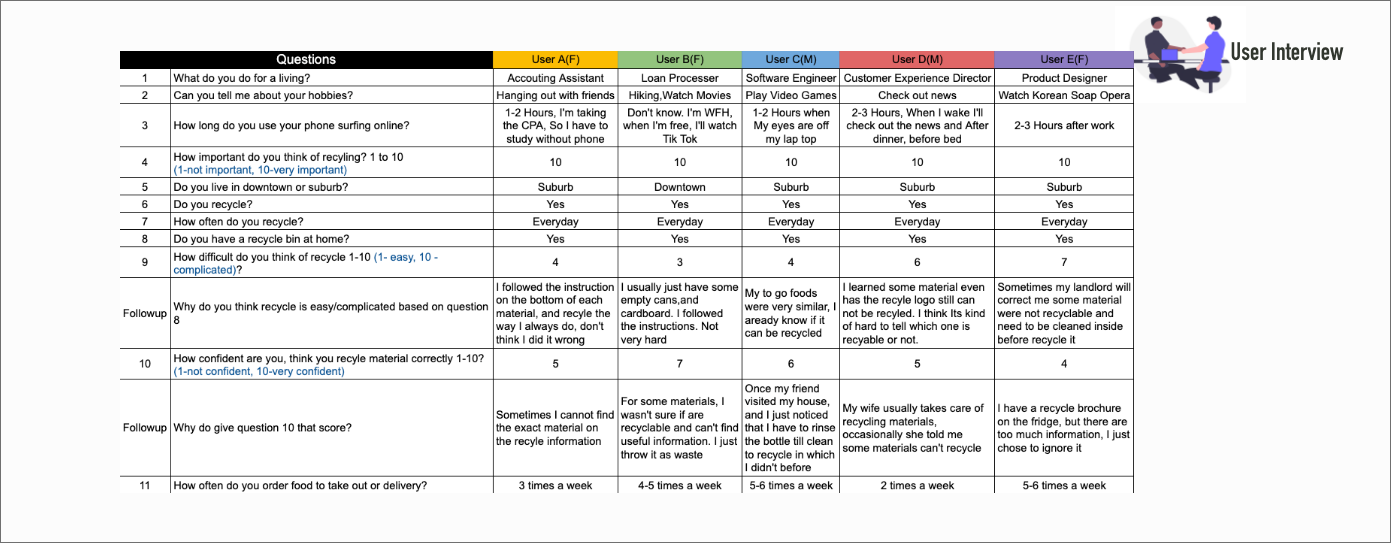 User Interview
Questions User A(F) User B(F) User C(M) User D(M) User E(F)
1 What do you do for a living? Accouting Assistant Loan Processer Software Engineer Customer Experience Director Product Designer
2 Can you tell me about your hobbies? Hanging out with friends Hiking,Watch Movies Play Video Games Check out news Watch Korean Soap Opera
3 How long do you use your phone surfing online?
1-2 Hours, I'm taking
the CPA, So I have to
study without phone
Don't know. I'm WFH,
when I'm free, I'll watch
Tik Tok
1-2 Hours when
My eyes are off
my lap top
2-3 Hours, When I wake I'll
check out the news and After
dinner, before bed
2-3 Hours after work
4 How important do you think of recyling? 1 to 10
(1-not important, 10-very important)
10 10 10 10 10
5 Do you live in downtown or suburb? Suburb Downtown Suburb Suburb Suburb
6 Do you recycle? Yes Yes Yes Yes Yes
7 How often do you recycle? Everyday Everyday Everyday Everyday Everyday
8 Do you have a recycle bin at home? Yes Yes Yes Yes Yes
9 How difficult do you think of recycle 1-10 (1- easy, 10 -
complicated)?
4 3 4 6 7
Followup Why do you think recycle is easy/complicated based on question
8
I followed the instruction
on the bottom of each
material, and recyle the
way I always do, don't
think I did it wrong
I usually just have some
empty cans,and
cardboard. I followed
the instructions. Not
very hard
My to go foods
were very similar, I
aready know if it
can be recycled
I learned some material even
has the recyle logo still can
not be recyled. I think Its kind
of hard to tell which one is
recyable or not.
Sometimes my landlord will
correct me some material
were not recyclable and
need to be cleaned inside
before recycle it
10 How confident are you, think you recyle material correctly 1-10?
(1-not confident, 10-very confident)
5 7 6 5 4
Followup Why do give question 10 that score?
Sometimes I cannot find
the exact material on
the recyle information
For some materials, I
wasn't sure if are
recyclable and can't find
useful information. I just
throw it as waste
Once my friend
visited my house,
and I just noticed
that I have to rinse
the bottle till clean
to recycle in which
I didn't before
My wife usually takes care of
recycling materials,
occasionally she told me
some materials can't recycle
I have a recycle brochure
on the fridge, but there are
too much information, I just
chose to ignore it
11 How often do you order food to take out or delivery? 3 times a week 4-5 times a week 5-6 times a week 2 times a week 5-6 times a week